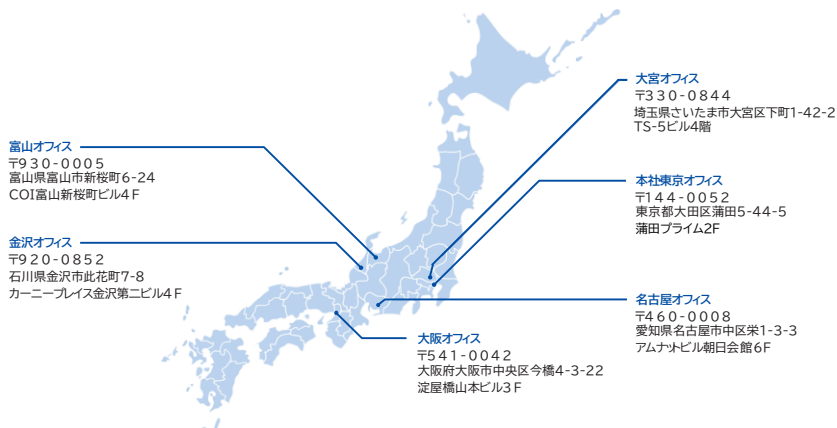 大宮オフィス
〒330-0844
埼玉県さいたま市大宮区下町1-42-2
TS-5ビル4階
富山オフィス
〒930-0005
富山県富山市新桜町6-24
COI富山新桜町ビル4F
本社東京オフィス
〒144-0052
東京都大田区蒲田5-44-5
蒲田プライム2F
金沢オフィス
〒920-0852
石川県金沢市此花町7-8
カーニープレイス金沢第二ビル4F
名古屋オフィス
〒460-0008
愛知県名古屋市中区栄1-3-3
アムナットビル朝日会館6F
大阪オフィス
〒541-0042
大阪府大阪市中央区今橋4-3-22
淀屋橋山本ビル3F